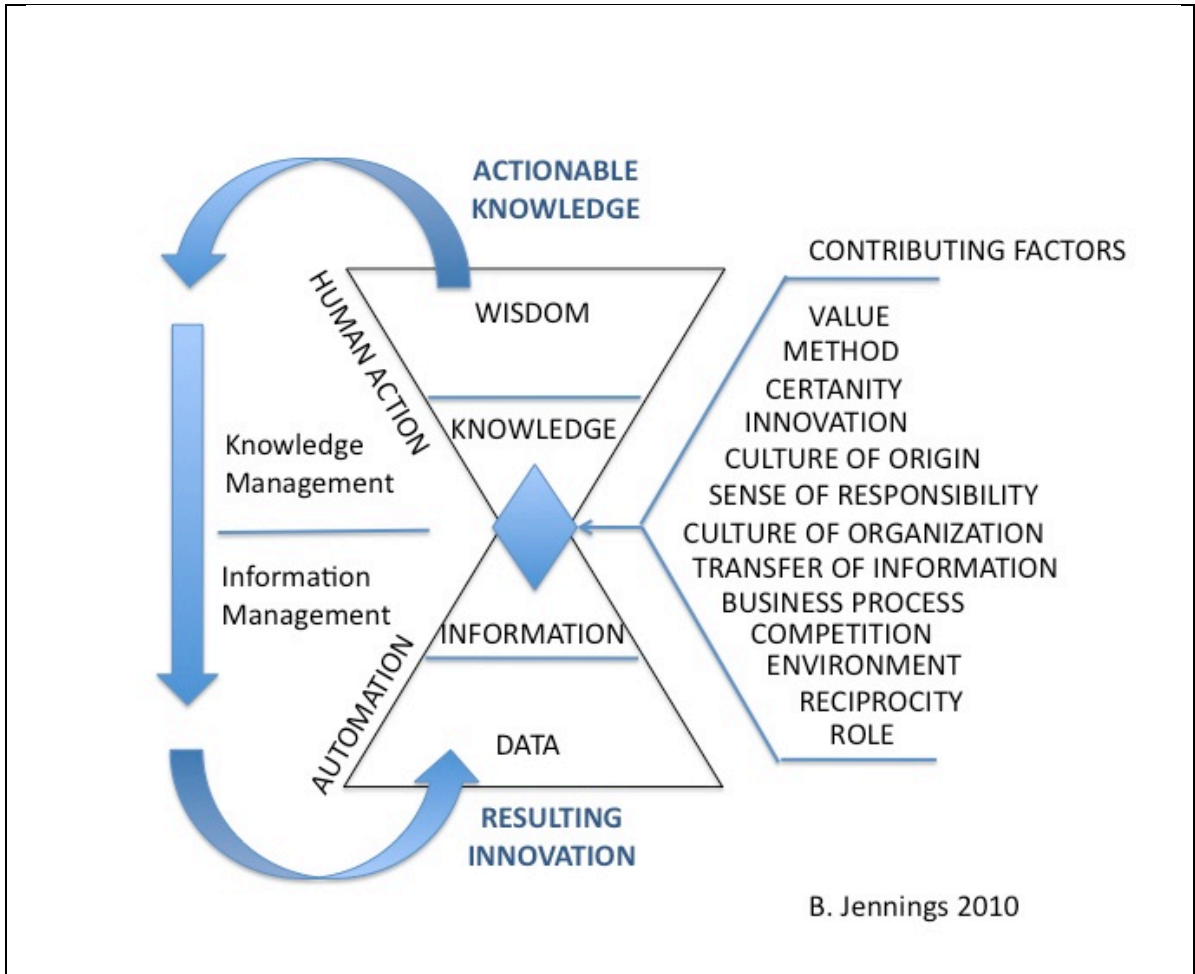 ACTIONABLE
KNOWLEDGE
CONTRIBUTING FACTORS
HUMAN ACTION
WISDOM
KNOWLEDGE
Knowledge
Management
Information
Management
INFORMATION
AUTOMATION
DATA
VALUE
METHOD
CERTANITY
INNOVATION
CULTURE OF ORIGIN
SENSE OF RESPONSIBILITY
CULTURE OF ORGANIZATION
TRANSFER OF INFORMATION
BUSINESS PROCESS
COMPETITION
ENVIRONMENT
RECIPROCITY
ROLE
RESULTING
INNOVATION
B. Jennings 2010